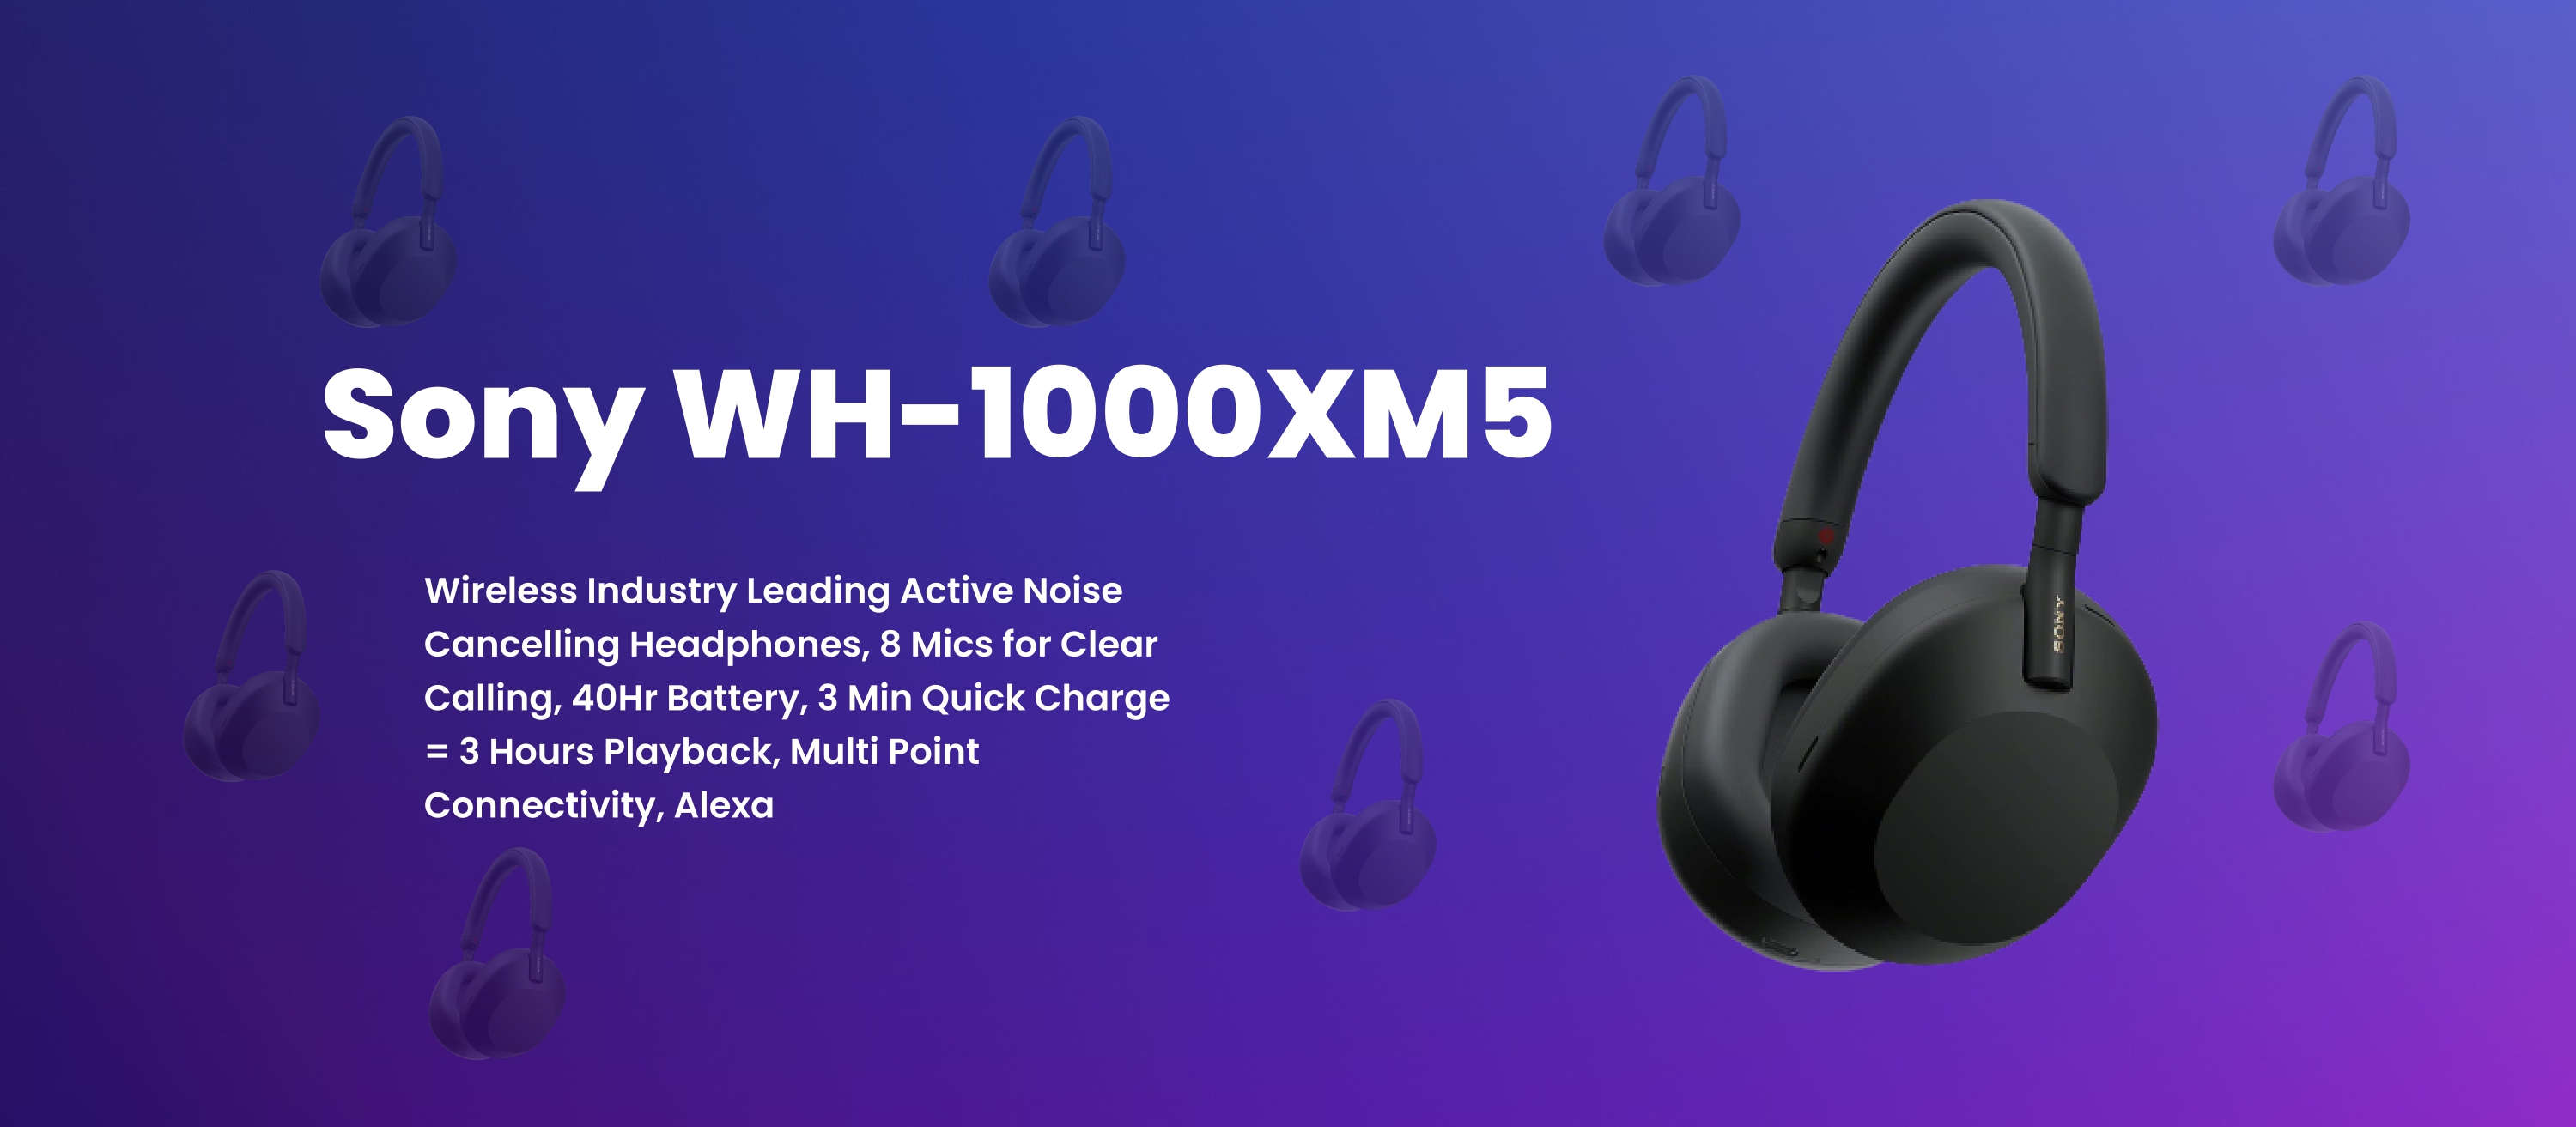 Sony WH-1000XM5
Wireless Industry Leading Active Noise
Cancelling Headphones, 8 Mics for Clear
Calling, 40Hr Battery, 3 Min Quick Charge
= 3 Hours Playback, Multi Point
Connectivity, Alexa
SONY